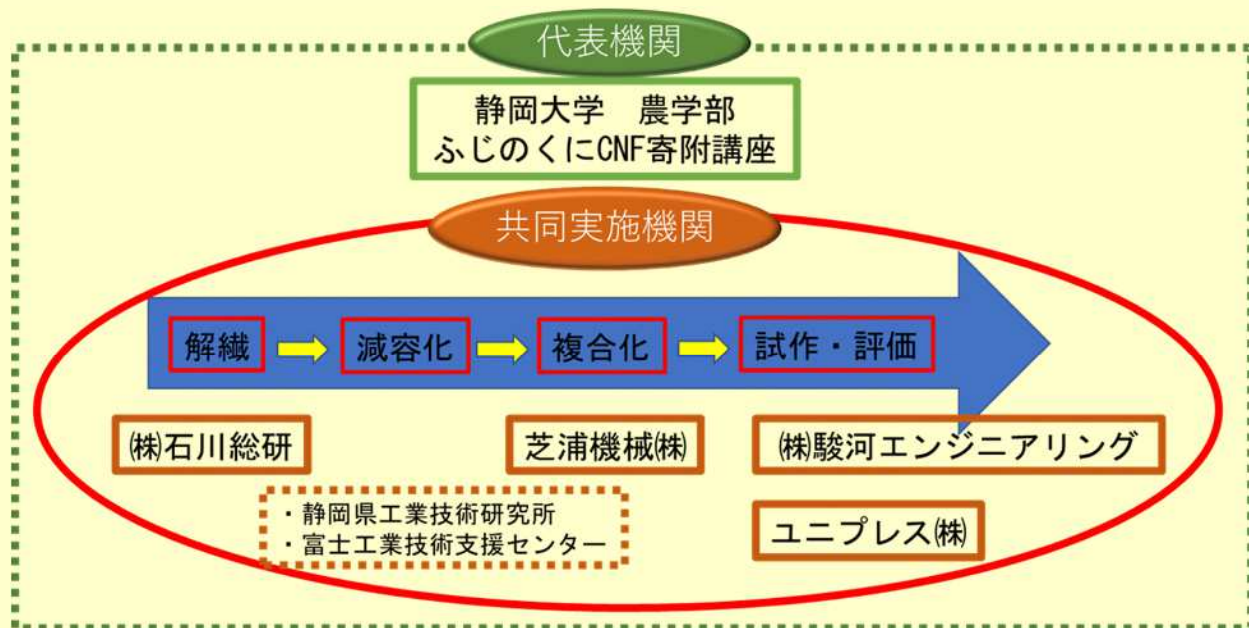 代表機関
静岡大学　農学部
ふじのくにCNF寄附講座
共同実施機関
解繊
減容化
複合化
試作・評価
㈱石川総研
芝浦機械㈱
㈱駿河エンジニアリング
・静岡県工業技術研究所
・富士工業技術支援センター
ユニプレス㈱